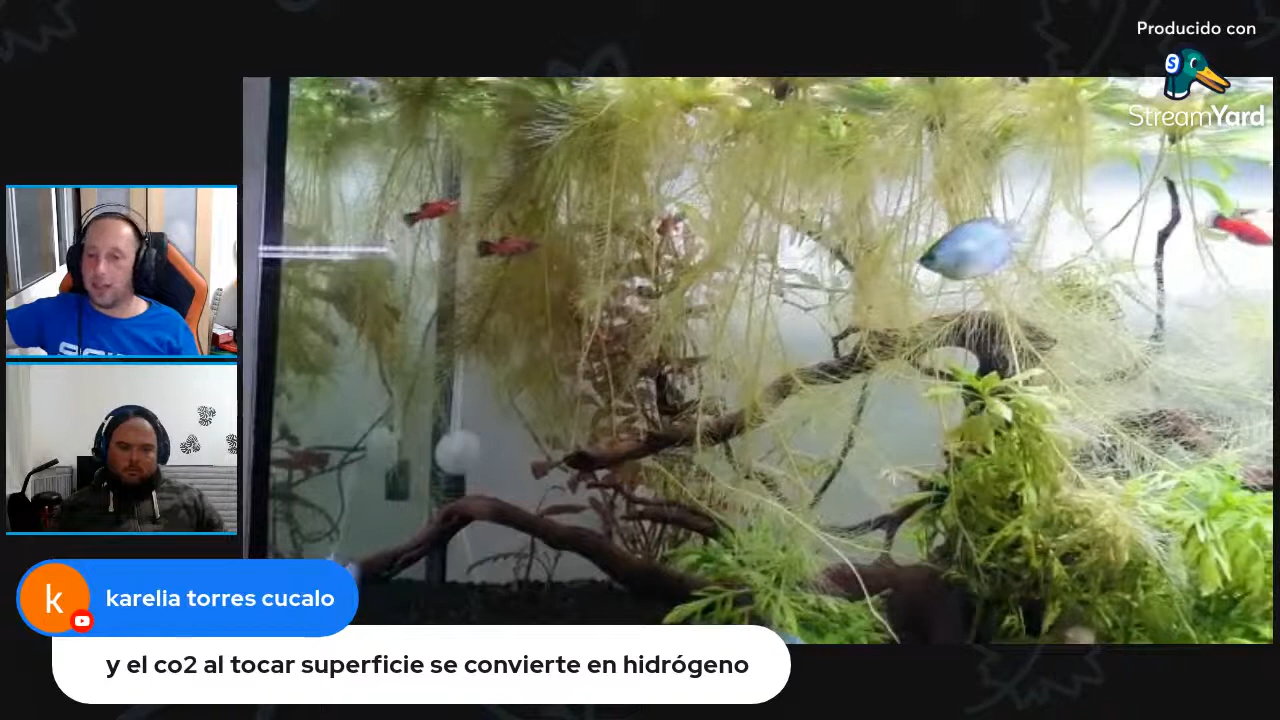 Producido con
StreamYard
karelia torres cucalo
y el co2 al tocar superficie se convierte en hidrógeno